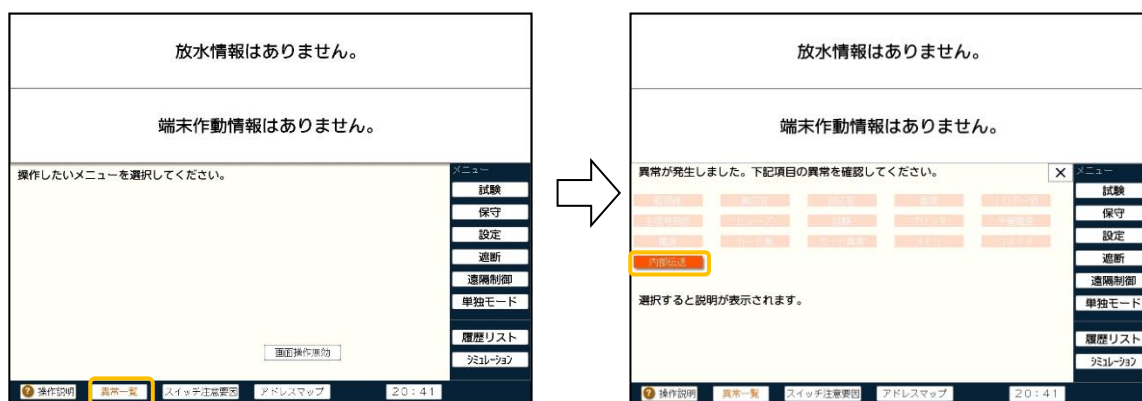 放水情報はありません。
端末作動情報はありません。
操作したいメニューを選択してください。
メニュー
試験
保守
設定
遮断
遠隔制御
単独モード
履歴リスト
シミュレーション
画面操作無効
操作説明
異常一覧
スイッチ注意要因
アドレスマップ
20:41
放水情報はありません。
端末作動情報はありません。
異常が発生しました。下記項目の異常を確認してください。
メニュー
試験
保守
設定
遮断
遠隔制御
単独モード
履歴リスト
シミュレーション
内部伝送
選択すると説明が表示されます。
操作説明
異常一覧
スイッチ注意要因
アドレスマップ
20:41